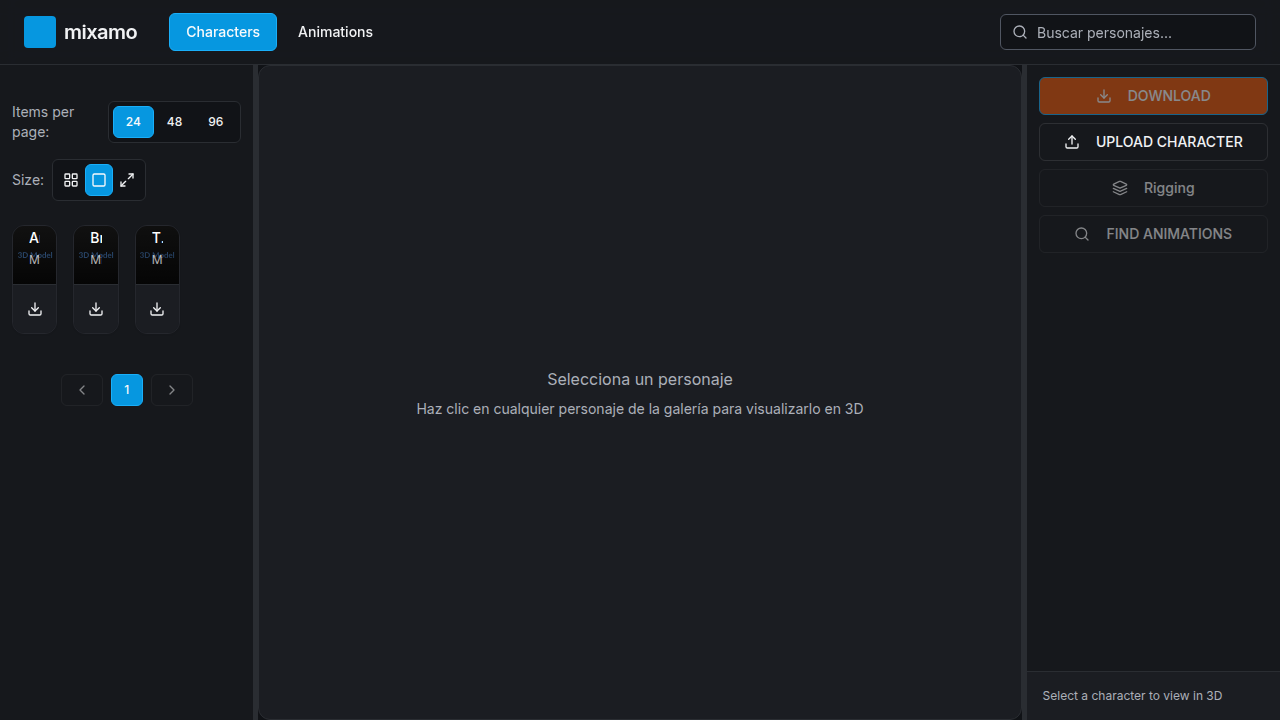 mixamo
Characters
Animations
Buscar personajes...
Items per
page:
24
48
96
Size:
3D Model
M
3D Model
M
3D Model
T.
M
1
Selecciona un personaje
Haz clic en cualquier personaje de la galería para visualizarlo en 3D
DOWNLOAD
UPLOAD CHARACTER
Rigging
FIND ANIMATIONS
Select a character to view in 3D